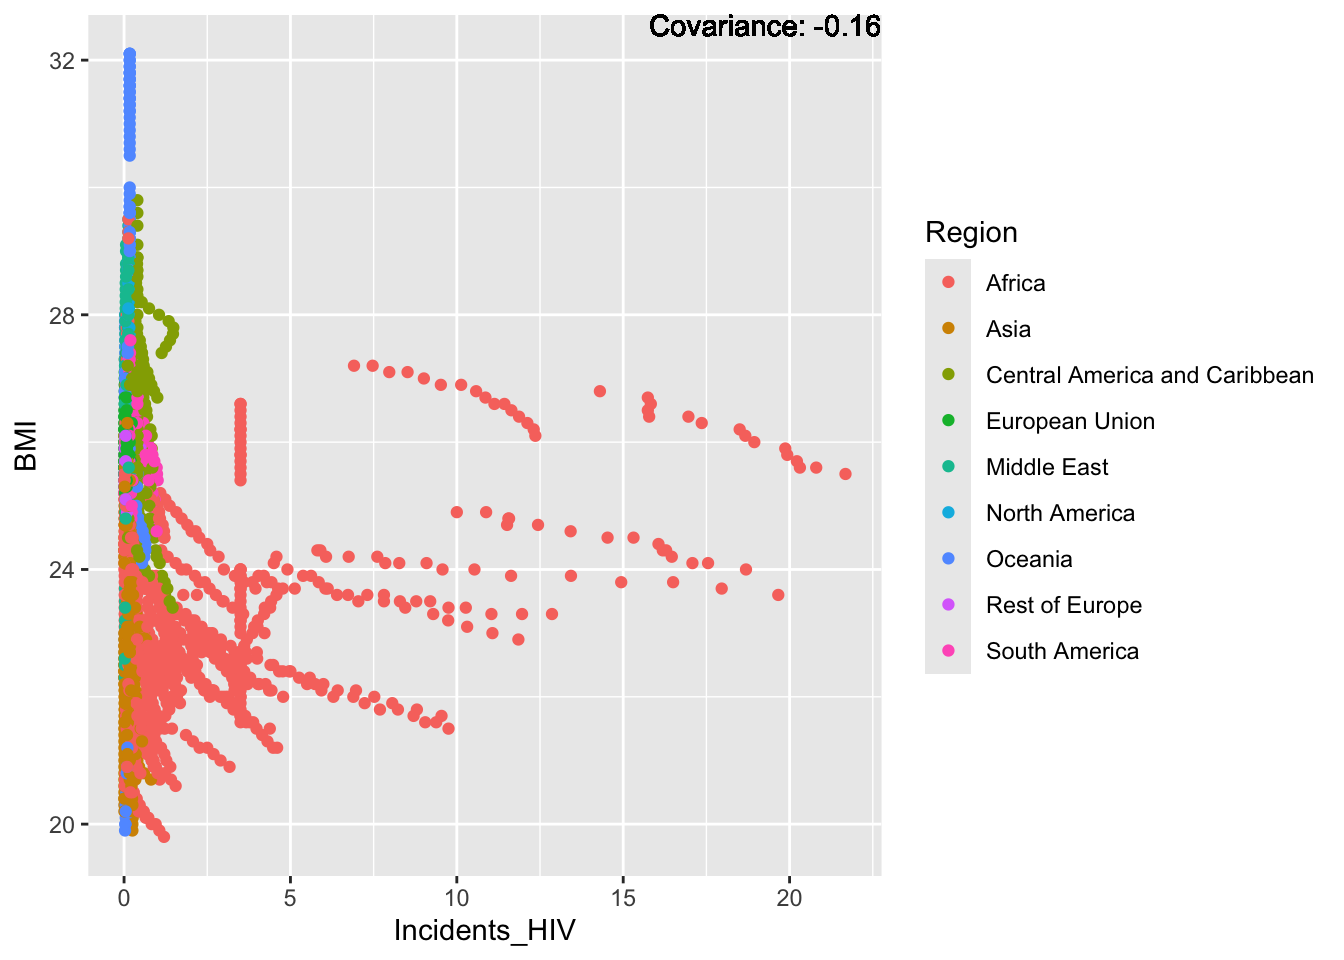 Covariance: -0.16
32
28
24
20
BMI
0 5 10 15 20
Incidents_HIV
Region
Africa
Asia
Central America and Caribbean
European Union
Middle East
North America
Oceania
Rest of Europe
South America